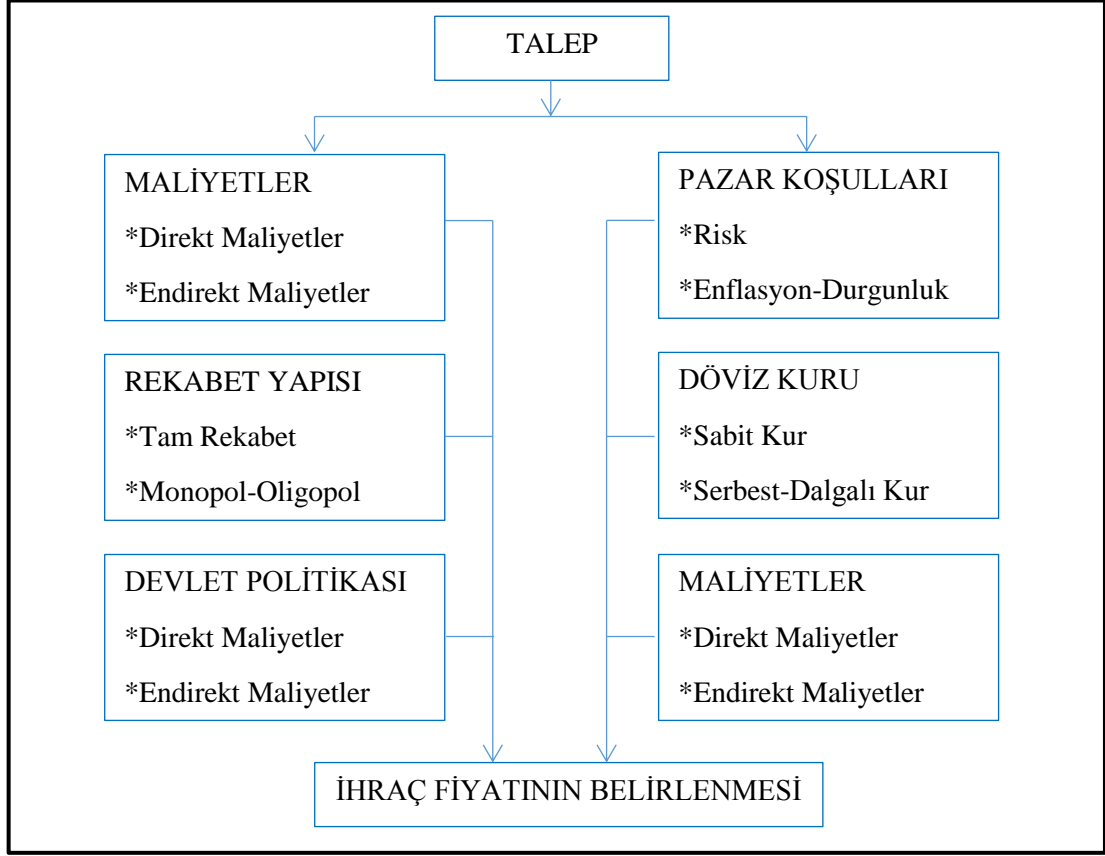 TALEP
MALİYETLER
*Direkt Maliyetler
*Endirekt Maliyetler
PAZAR KOŞULLARI
*Risk
*Enflasyon-Durgunluk
REKABET YAPISI
*Tam Rekabet
*Monopol-Oligopol
DÖVİZ KURU
*Sabit Kur
*Serbest-Dalgalı Kur
DEVLET POLİTİKASI
*Direkt Maliyetler
*Endirekt Maliyetler
MALİYETLER
*Direkt Maliyetler
*Endirekt Maliyetler
İHRAÇ FİYATININ BELİRLENMESİ